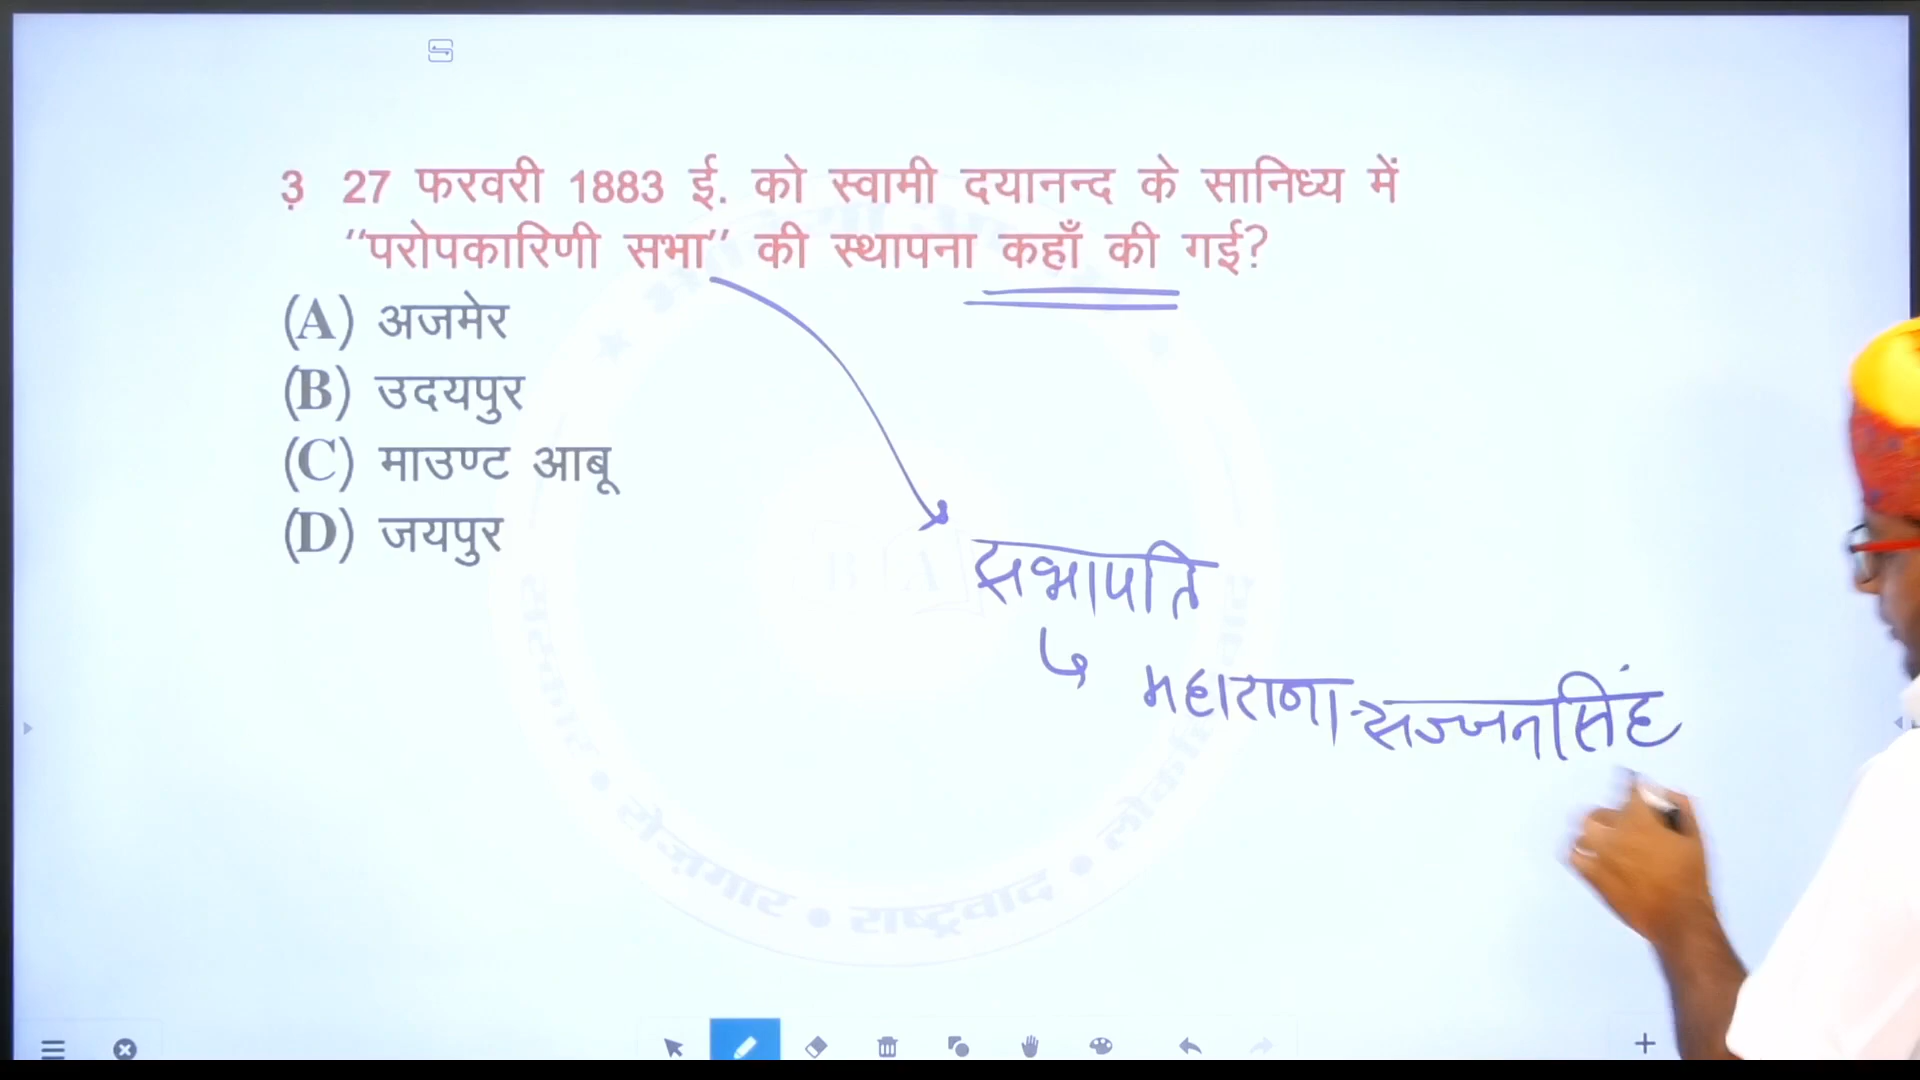 3 27 फरवरी 1883 ई. को स्वामी दयानन्द के सानिध्य में
‘‘परोपकारिणी सभा’’ की स्थापना कहाँ की गई?
(A) अजमेर
(B) उदयपुर
(C) माउण्ट आबू
(D) जयपुर
सभापति
महाराणा सज्जनसिंह
B A
संस्कार • रोज़गार • राष्ट्रवाद •